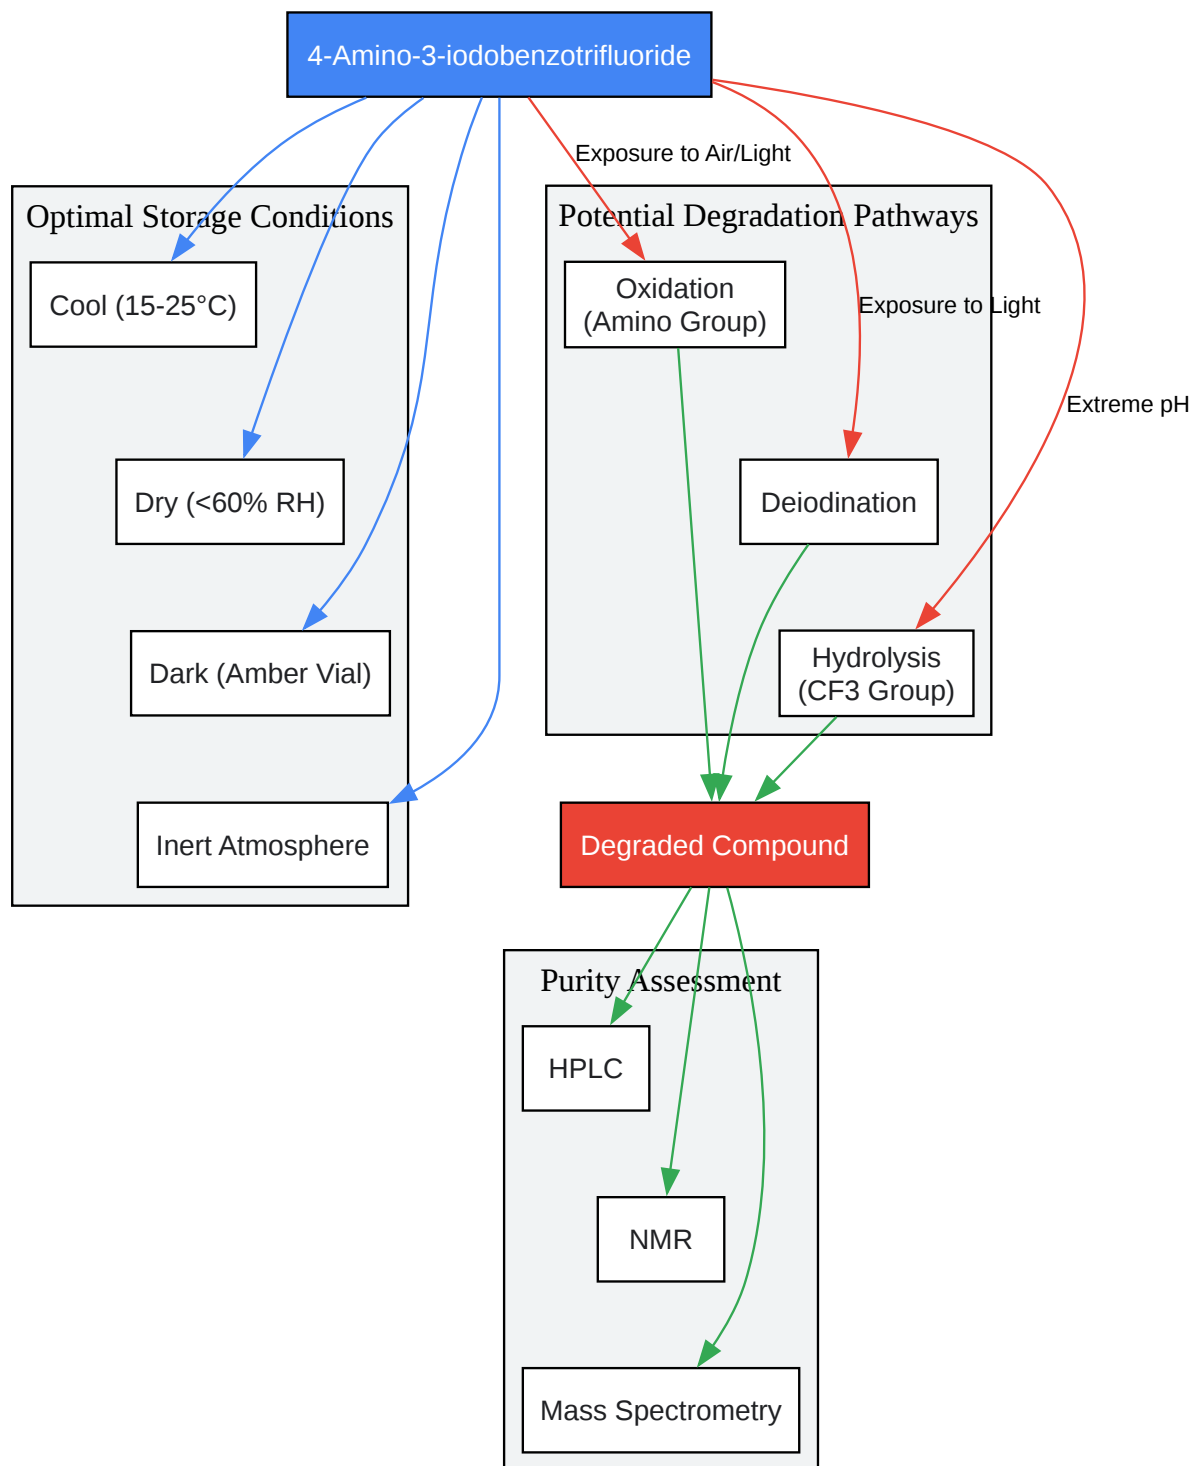 4-Amino-3-iodobenzotrifluoride
Exposure to Air/Light
Optimal Storage Conditions
Potential Degradation Pathways
Cool (15-25°C)
Oxidation
(Amino Group)
Exposure to Light
Extreme pH
Dry (<60% RH)
Deiodination
Dark (Amber Vial)
Hydrolysis
(CF3 Group)
Inert Atmosphere
Degraded Compound
Purity Assessment
HPLC
NMR
Mass Spectrometry